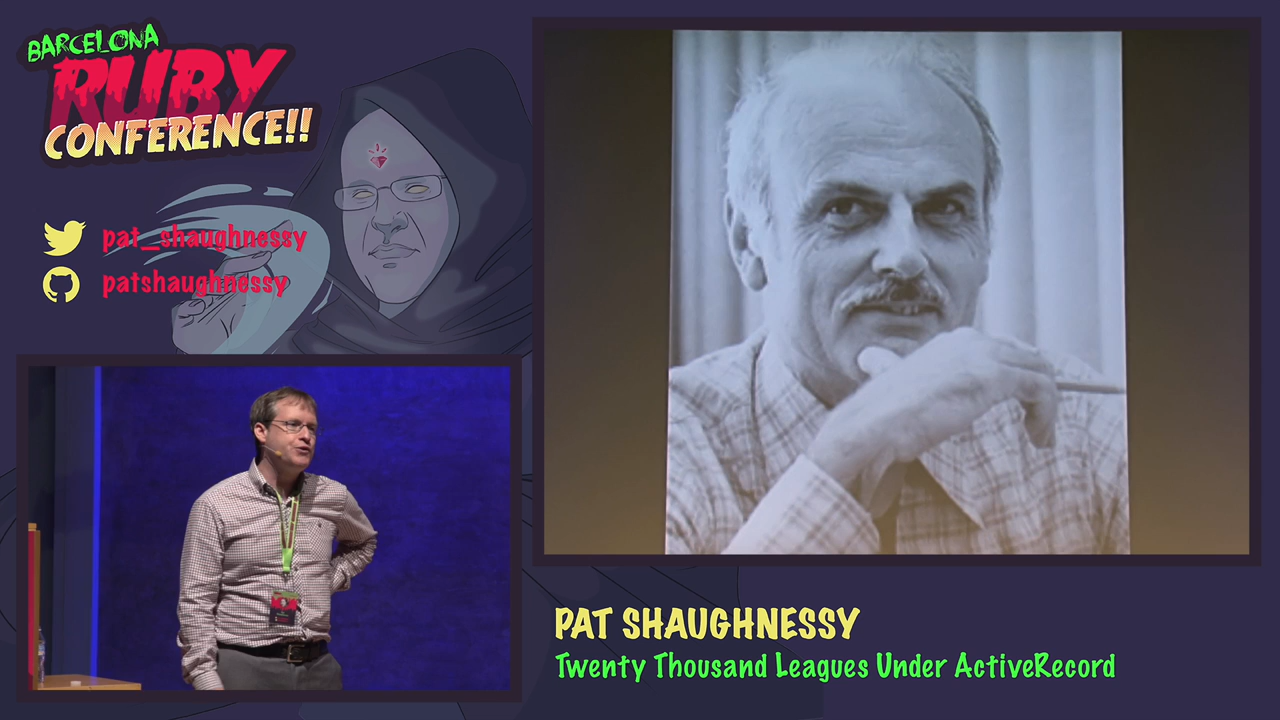 BARCELONA
RUBY
CONFERENCE!!
pat_shaughnessy
patshaughnessy
PAT SHAUGHNESSY
Twenty Thousand Leagues Under ActiveRecord